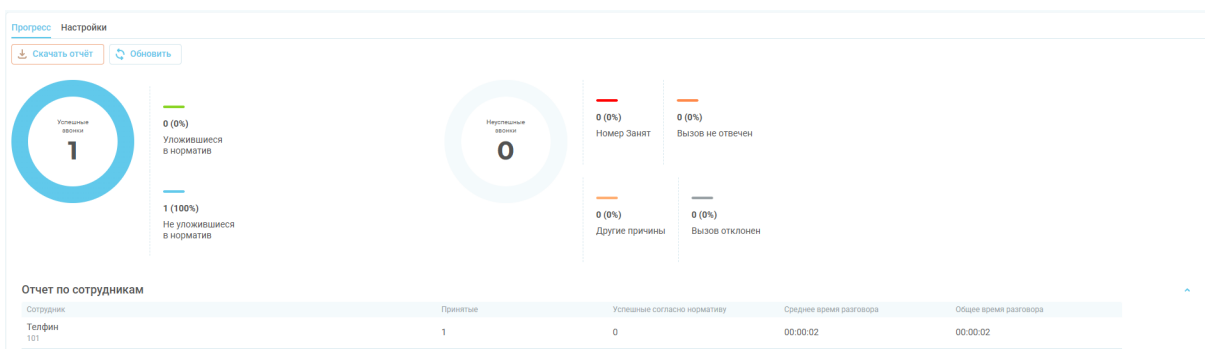 Прогресс Настройки
Скачать отчёт Обновить
Успешные
звонки
1
0 (0%)
Уложившиеся
в норматив
1 (100%)
Не уложившиеся
в норматив
Неуспешные
звонки
0
0 (0%)
Номер Занят
0 (0%)
Вызов не отвечен
0 (0%)
Другие причины
0 (0%)
Вызов отклонен
Отчет по сотрудникам
Сотрудник Принятые Успешные согласно нормативу Среднее время разговора Общее время разговора
Телфин 1 0 00:00:02 00:00:02
101